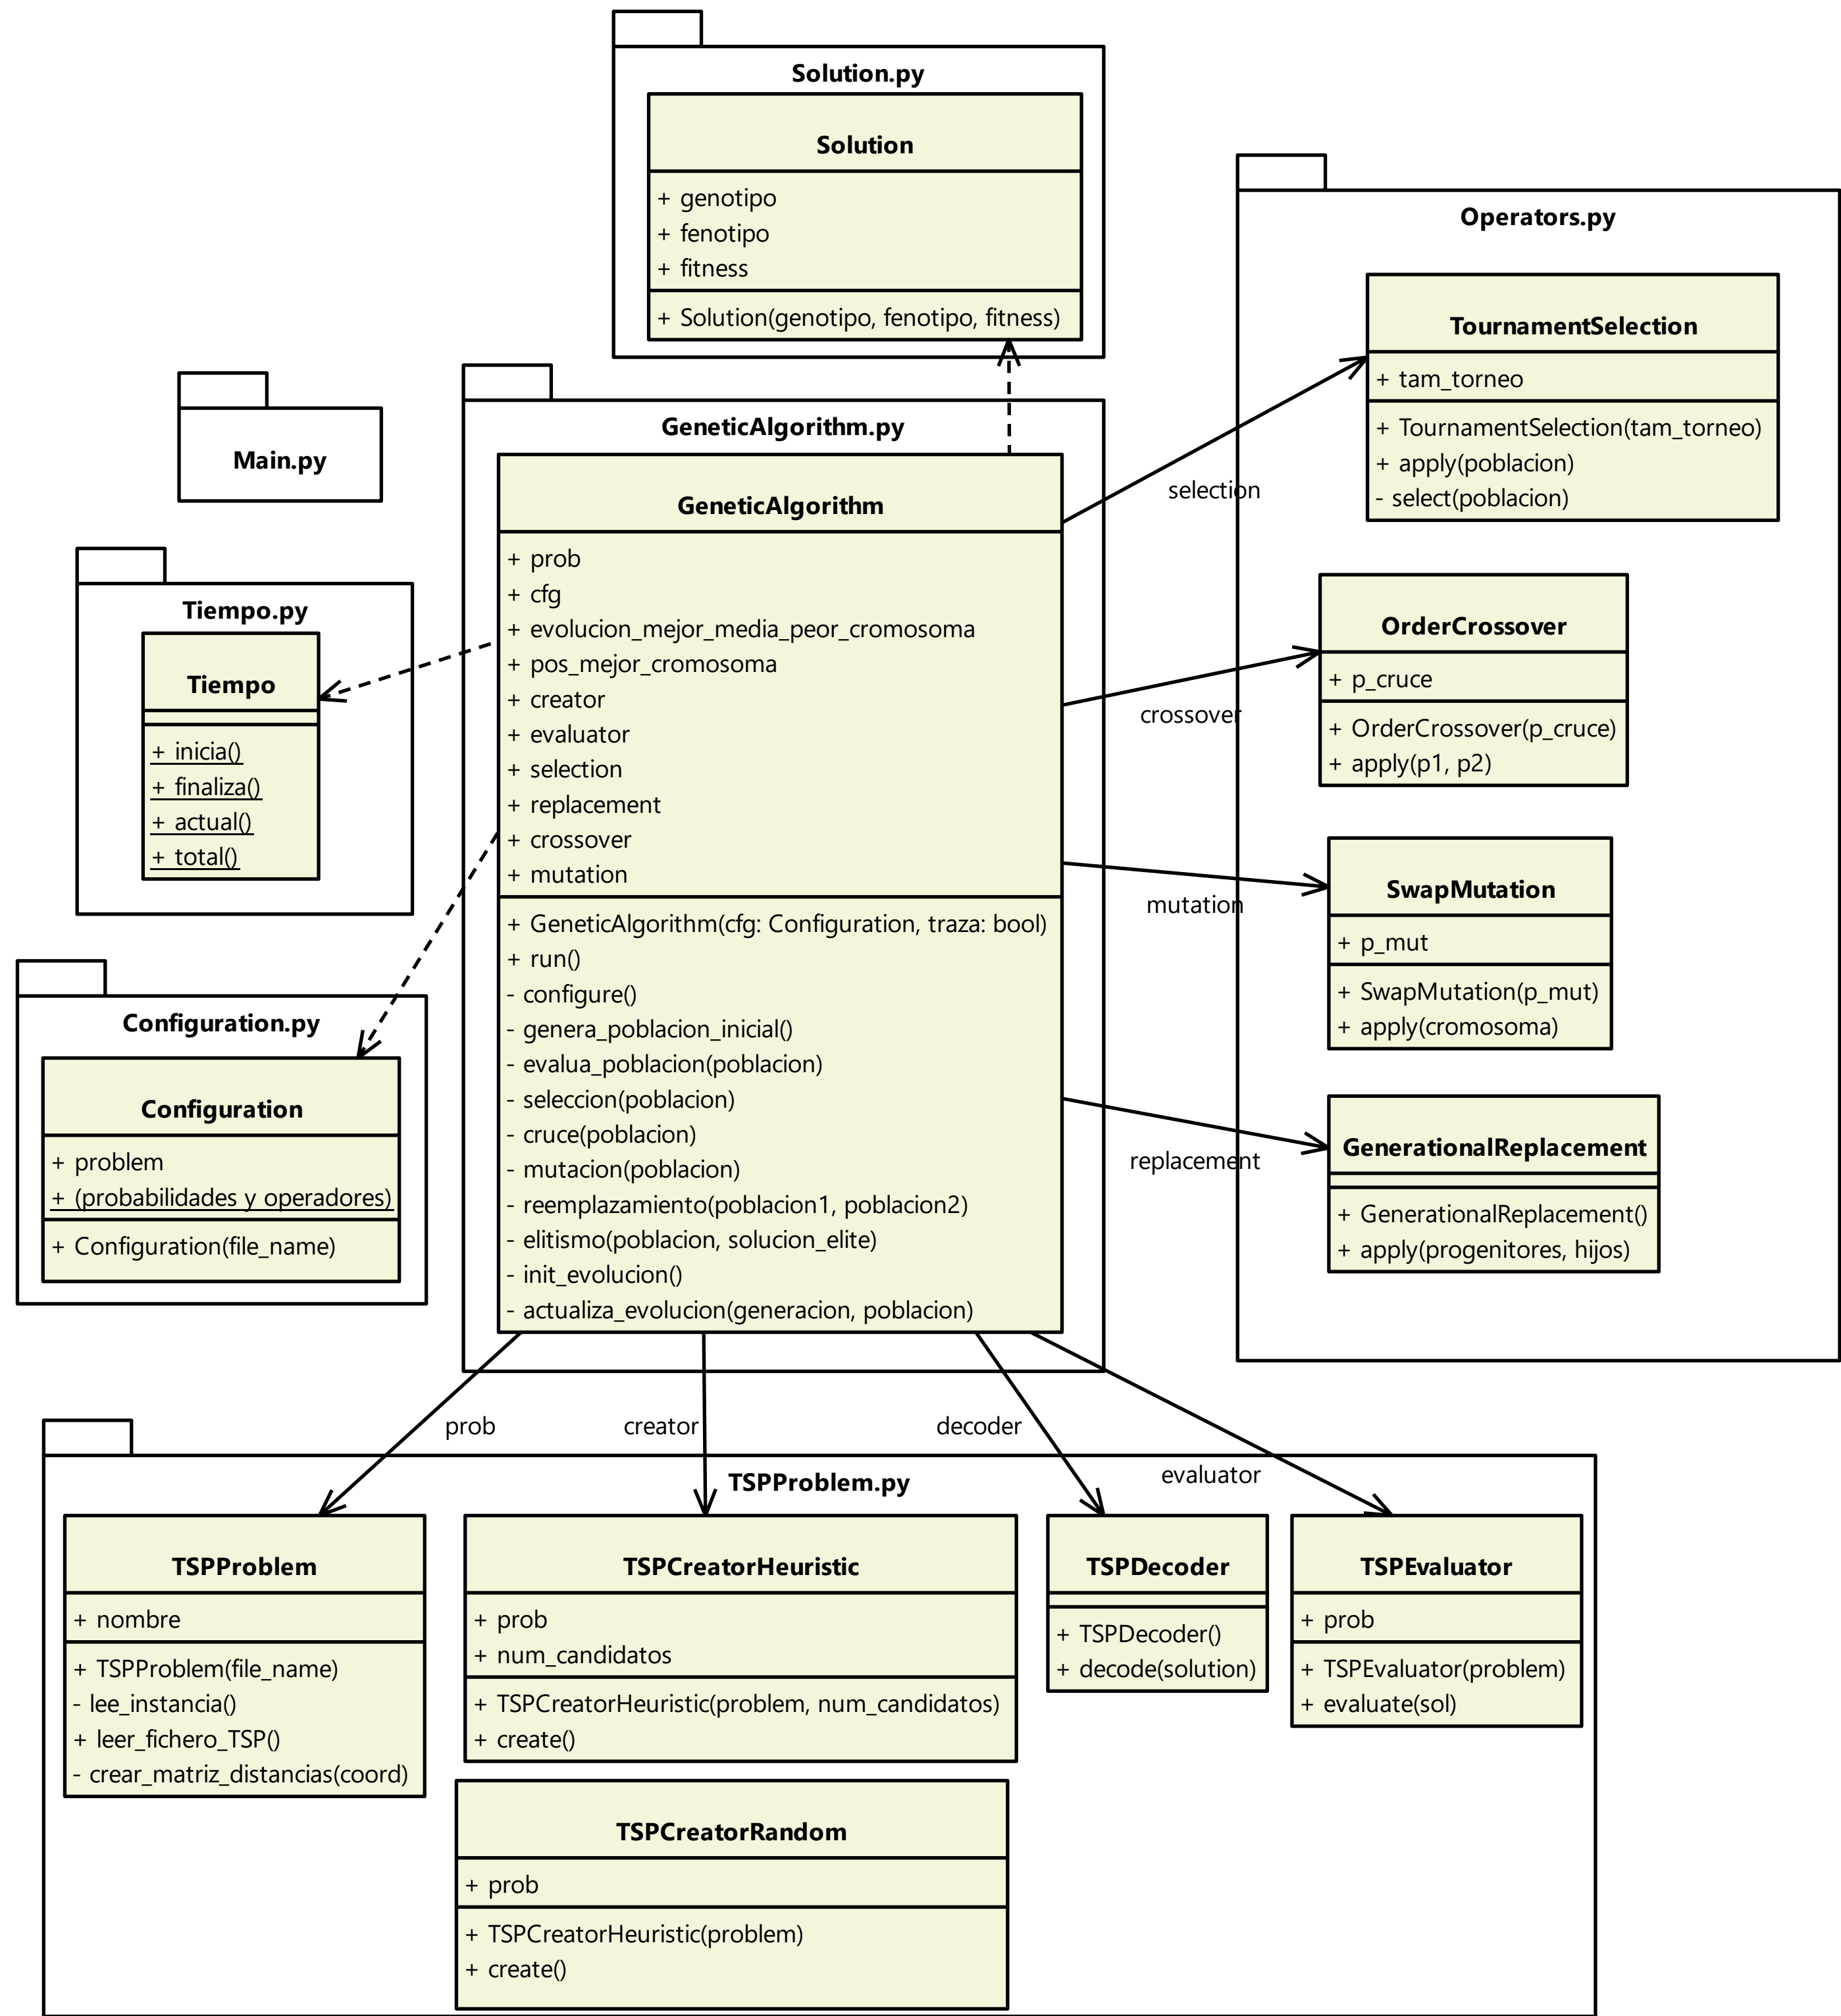 Solution.py
Solution
+ genotipo
+ fenotipo
+ fitness
+ Solution(genotipo, fenotipo, fitness)
Main.py
Tiempo.py
Tiempo
+ inicia()
+ finaliza()
+ actual()
+ total()
Configuration.py
Configuration
+ problem
+ (probabilidades y operadores)
+ Configuration(file_name)
GeneticAlgorithm.py
GeneticAlgorithm
+ prob
+ cfg
+ evolucion_mejor_media_peor_cromosoma
+ pos_mejor_cromosoma
+ creator
+ evaluator
+ selection
+ replacement
+ crossover
+ mutation
+ GeneticAlgorithm(cfg: Configuration, traza: bool)
+ run()
- configure()
- genera_poblacion_inicial()
- evalua_poblacion(poblacion)
- seleccion(poblacion)
- cruce(poblacion)
- mutacion(poblacion)
- reemplazamiento(poblacion1, poblacion2)
- elitismo(poblacion, solucion_elite)
- init_evolucion()
- actualiza_evolucion(generacion, poblacion)
selection
crossover
mutation
replacement
Operators.py
TournamentSelection
+ tam_torneo
+ TournamentSelection(tam_torneo)
+ apply(poblacion)
- select(poblacion)
OrderCrossover
+ p_cruce
+ OrderCrossover(p_cruce)
+ apply(p1, p2)
SwapMutation
+ p_mut
+ SwapMutation(p_mut)
+ apply(cromosoma)
GenerationalReplacement
+ GenerationalReplacement()
+ apply(progenitores, hijos)
prob
creator
decoder
evaluator
TSPProblem.py
TSPProblem
+ nombre
+ TSPProblem(file_name)
- lee_instancia()
+ leer_fichero_TSP()
- crear_matriz_distancias(coord)
TSPCreatorHeuristic
+ prob
+ num_candidatos
+ TSPCreatorHeuristic(problem, num_candidatos)
+ create()
TSPDecoder
+ TSPDecoder()
+ decode(solution)
TSPEvaluator
+ prob
+ TSPEvaluator(problem)
+ evaluate(sol)
TSPCreatorRandom
+ prob
+ TSPCreatorHeuristic(problem)
+ create()